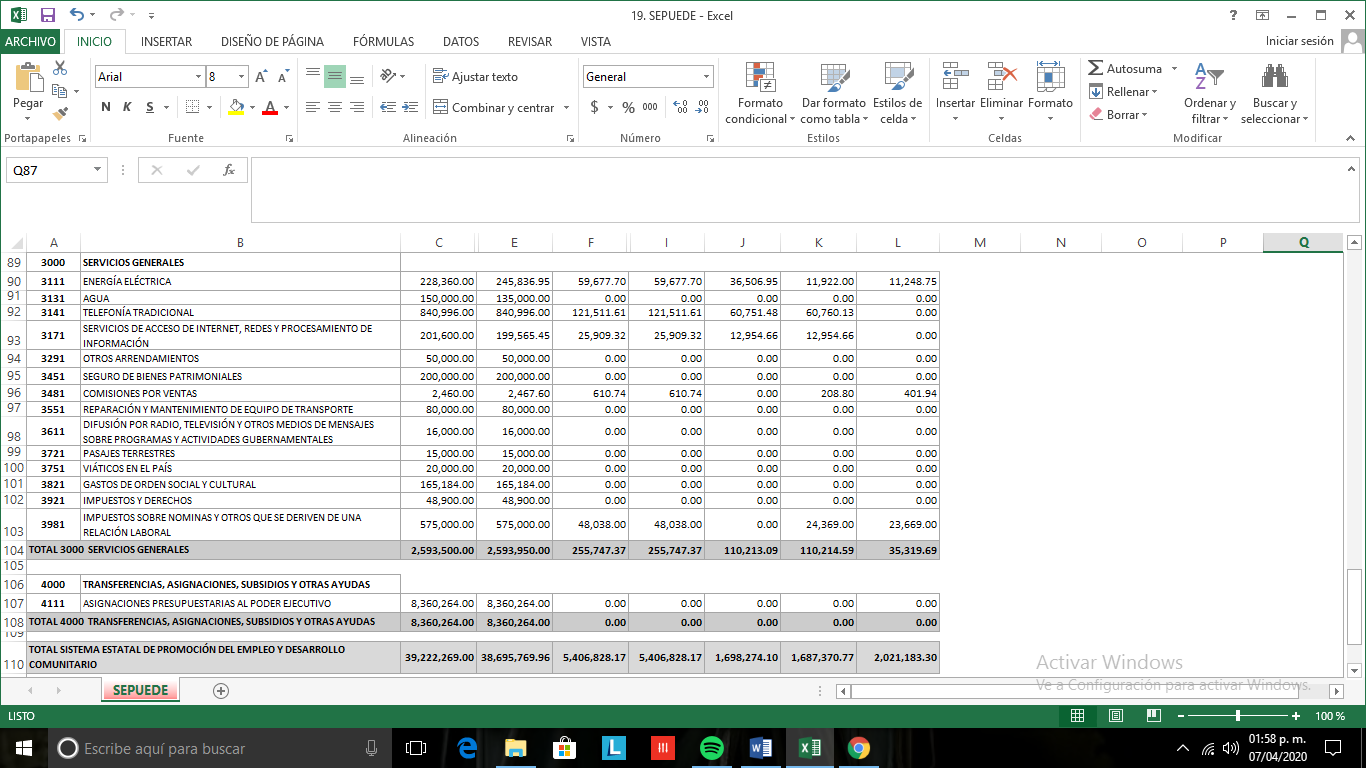 19. SEPUEDE - Excel
ARCHIVO INICIO INSERTAR DISEÑO DE PÁGINA FÓRMULAS DATOS REVISAR VISTA Iniciar sesión
Arial 8 Ajustar texto General Autosuma
Pegar Rellenar
N K S Combinar y centrar $ % 000 Formato condicional Dar formato como tabla Estilos de celda Insertar Eliminar Formato Borrar Ordenar y filtrar Buscar y seleccionar
Portapapeles Fuente Alineación Número Estilos Celdas Modificar
Q87 fx
A B C E F I J K L M N O P Q
89 3000 SERVICIOS GENERALES
90 3111 ENERGÍA ELÉCTRICA 228,360.00 245,836.95 59,677.70 59,677.70 36,506.95 11,922.00 11,248.75
91 3131 AGUA 150,000.00 135,000.00 0.00 0.00 0.00 0.00 0.00
92 3141 TELEFONÍA TRADICIONAL 840,996.00 840,996.00 121,511.61 121,511.61 60,751.48 60,760.13 0.00
93 3171 SERVICIOS DE ACCESO DE INTERNET, REDES Y PROCESAMIENTO DE
INFORMACIÓN 201,600.00 199,565.45 25,909.32 25,909.32 12,954.66 12,954.66 0.00
94 3291 OTROS ARRENDAMIENTOS 50,000.00 50,000.00 0.00 0.00 0.00 0.00 0.00
95 3451 SEGURO DE BIENES PATRIMONIALES 200,000.00 200,000.00 0.00 0.00 0.00 0.00 0.00
96 3481 COMISIONES POR VENTAS 2,460.00 2,467.60 610.74 610.74 0.00 208.80 401.94
97 3551 REPARACIÓN Y MANTENIMIENTO DE EQUIPO DE TRANSPORTE 80,000.00 80,000.00 0.00 0.00 0.00 0.00 0.00
98 3611 DIFUSIÓN POR RADIO, TELEVISIÓN Y OTROS MEDIOS DE MENSAJES
SOBRE PROGRAMAS Y ACTIVIDADES GUBERNAMENTALES 16,000.00 16,000.00 0.00 0.00 0.00 0.00 0.00
99 3721 PASAJES TERRESTRES 15,000.00 15,000.00 0.00 0.00 0.00 0.00 0.00
100 3751 VIÁTICOS EN EL PAÍS 20,000.00 20,000.00 0.00 0.00 0.00 0.00 0.00
101 3821 GASTOS DE ORDEN SOCIAL Y CULTURAL 165,184.00 165,184.00 0.00 0.00 0.00 0.00 0.00
102 3921 IMPUESTOS Y DERECHOS 48,900.00 48,900.00 0.00 0.00 0.00 0.00 0.00
103 3981 IMPUESTOS SOBRE NOMINAS Y OTROS QUE SE DERIVEN DE UNA
RELACIÓN LABORAL 575,000.00 575,000.00 48,038.00 48,038.00 0.00 24,369.00 23,669.00
104 TOTAL 3000 SERVICIOS GENERALES 2,593,500.00 2,593,950.00 255,747.37 255,747.37 110,213.09 110,214.59 35,319.69
105
106 4000 TRANSFERENCIAS, ASIGNACIONES, SUBSIDIOS Y OTRAS AYUDAS
107 4111 ASIGNACIONES PRESUPUESTARIAS AL PODER EJECUTIVO 8,360,264.00 8,360,264.00 0.00 0.00 0.00 0.00 0.00
108 TOTAL 4000 TRANSFERENCIAS, ASIGNACIONES, SUBSIDIOS Y OTRAS AYUDAS 8,360,264.00 8,360,264.00 0.00 0.00 0.00 0.00 0.00
109
110 TOTAL SISTEMA ESTATAL DE PROMOCIÓN DEL EMPLEO Y DESARROLLO
COMUNITARIO 39,222,269.00 38,695,769.96 5,406,828.17 5,406,828.17 1,698,274.10 1,687,370.77 2,021,183.30
Activar Windows
Ve a Configuración para activar Windows.
SEPUEDE
LISTO 100 %
Escribe aquí para buscar
01:58 p. m.
07/04/2020